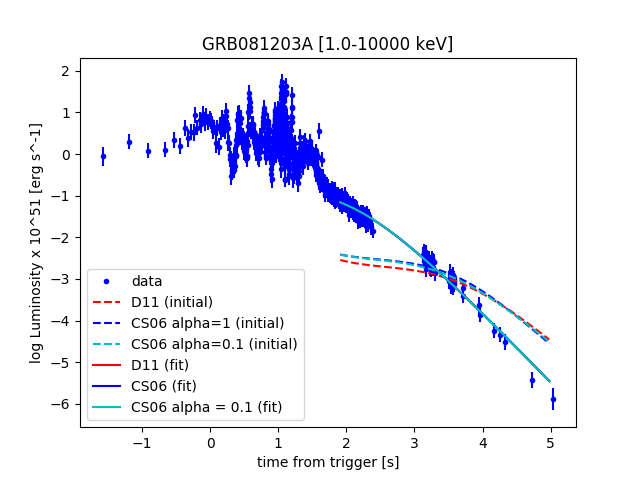 GRB081203A [1.0-10000 keV]
log Luminosity x 10^51 [erg s^-1]
2
1
0
−1
−2
−3
−4
−5
−6
data
D11 (initial)
CS06 alpha=1 (initial)
CS06 alpha=0.1 (initial)
D11 (fit)
CS06 (fit)
CS06 alpha = 0.1 (fit)
−1 0 1 2 3 4 5
time from trigger [s]